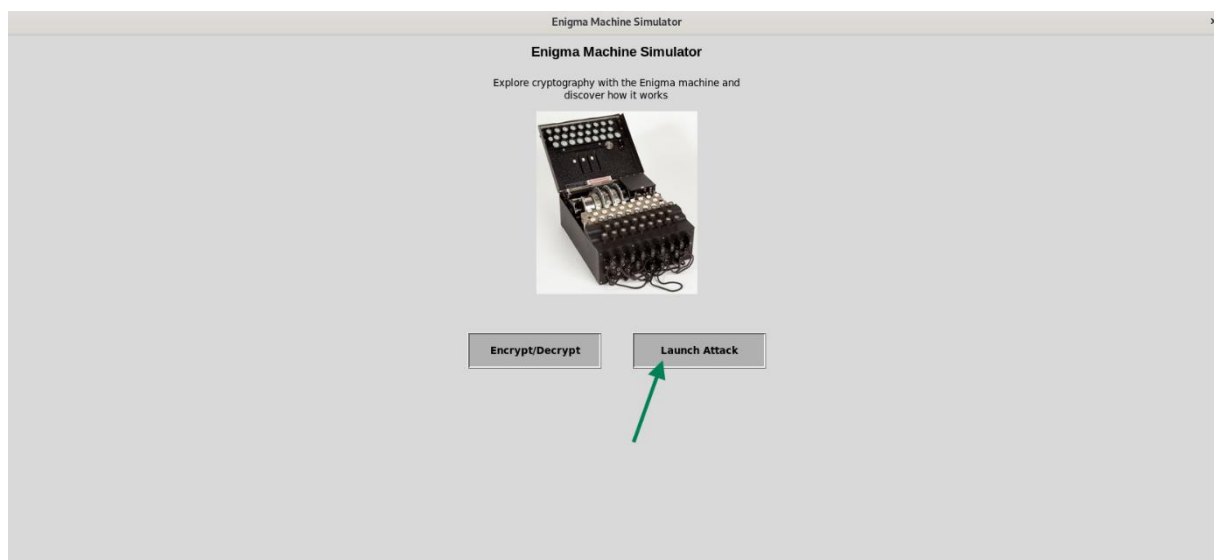 Enigma Machine Simulator
Enigma Machine Simulator
Explore cryptography with the Enigma machine and
discover how it works
Encrypt/Decrypt
Launch Attack